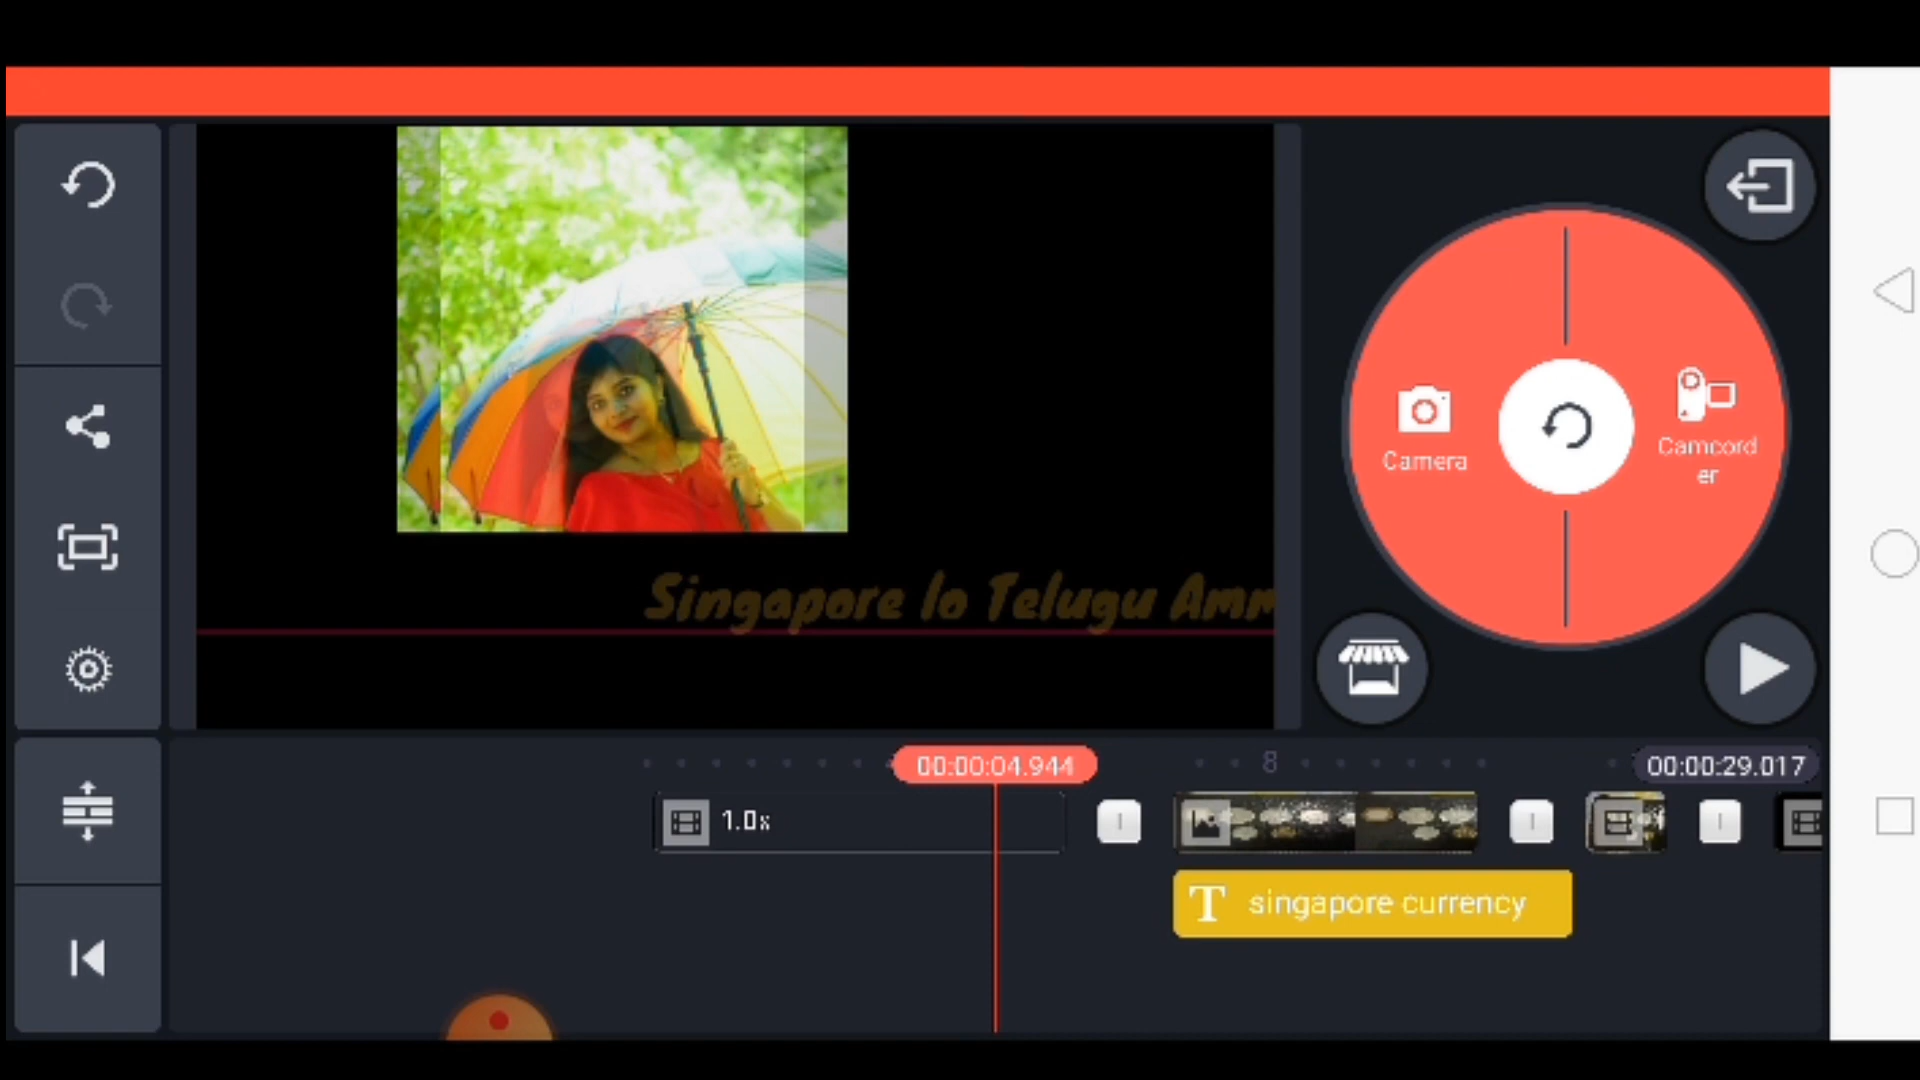 Camera
Camcord
er
Singapore lo Telugu Amm
00:00:04.944
8
00:00:29.017
1.0x
T singapore currency